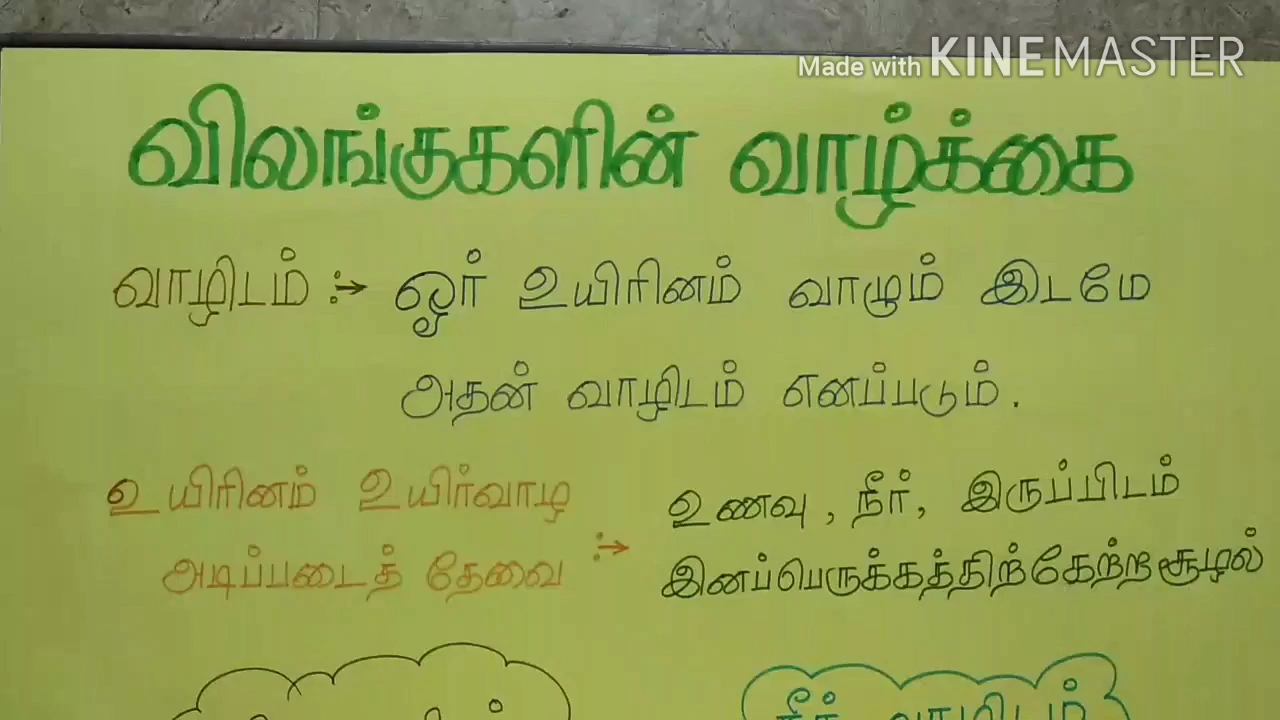 Made with KINEMASTER
விலங்குகளின் வாழ்க்கை
வாழிடம் :→ ஓர் உயிரினம் வாழும் இடமே
அதன் வாழிடம் எனப்படும்.
உயிரினம் உயிர்வாழ
அடிப்படைத் தேவை :→
உணவு, நீர், இருப்பிடம்
இனப்பெருக்கத்திற்கேற்ற சூழல்
நீர் வாழிடம்